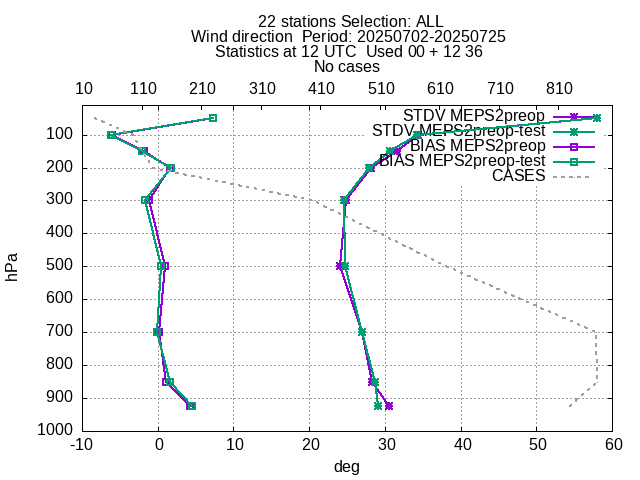 22 stations Selection: ALL
Wind direction  Period: 20250702-20250725
Statistics at 12 UTC  Used 00 + 12 36
No cases
10 110 210 310 410 510 610 710 810
STDV MEPS2preop
STDV MEPS2preop-test
BIAS MEPS2preop
BIAS MEPS2preop-test
CASES
100
200
300
400
500
600
700
800
900
1000
hPa
-10 0 10 20 30 40 50 60
deg